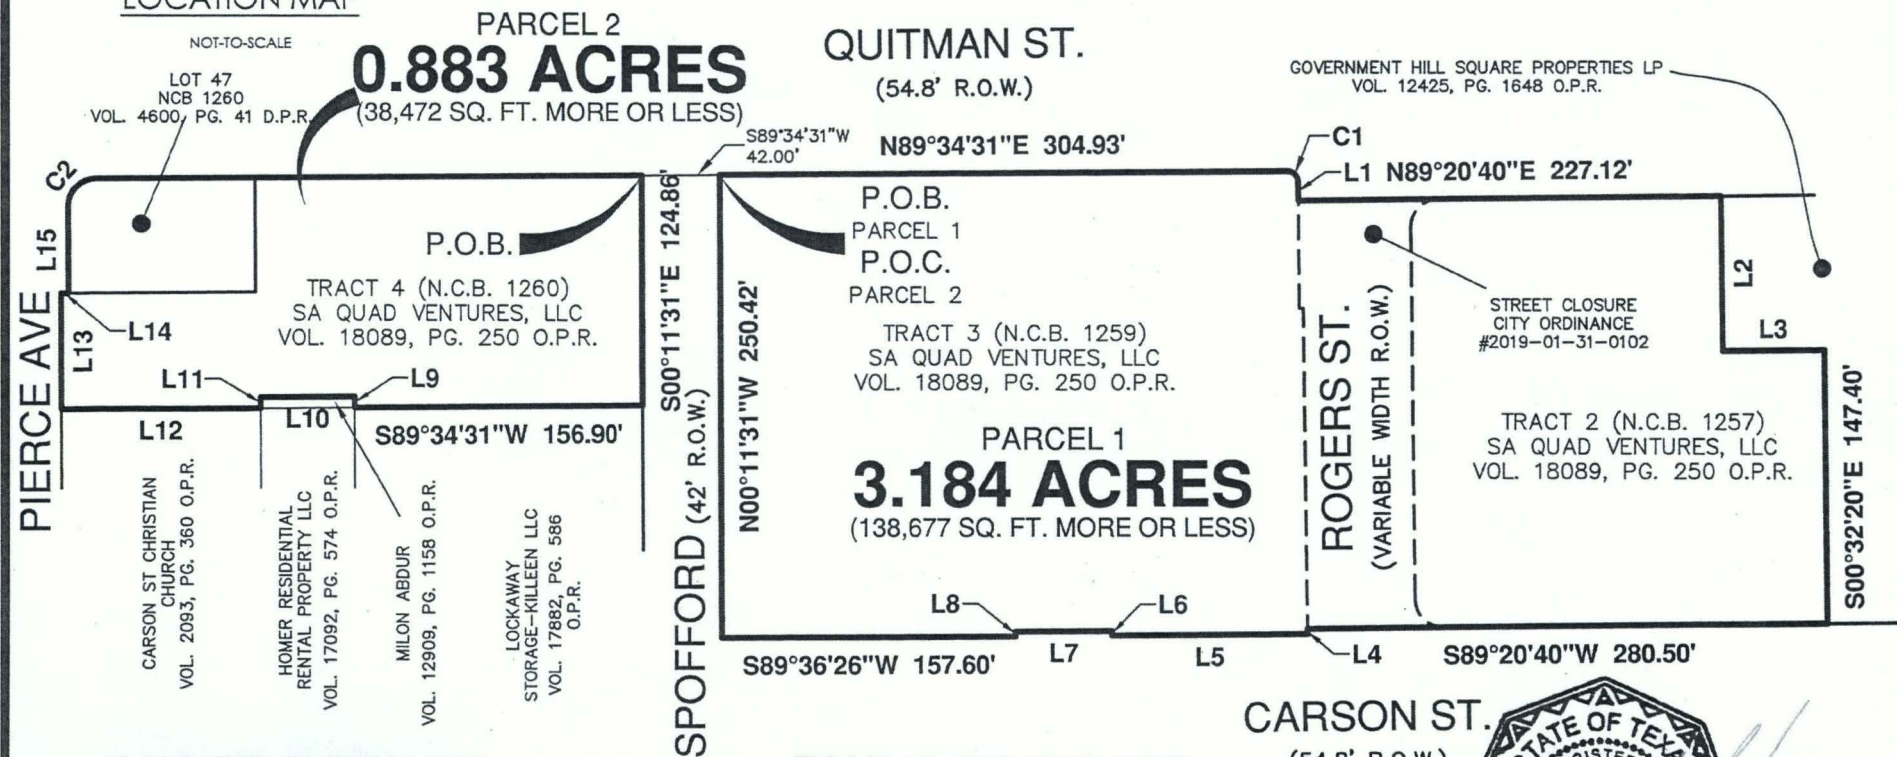 LOCATION MAP
NOT-TO-SCALE
PARCEL 2
0.883 ACRES
(38,472 SQ. FT. MORE OR LESS)
LOT 47
NCB 1260
VOL. 4600, PG. 41 D.P.R.
QUITMAN ST.
(54.8' R.O.W.)
GOVERNMENT HILL SQUARE PROPERTIES LP
VOL. 12425, PG. 1648 O.P.R.
S89°34'31"W
42.00'
N89°34'31"E 304.93'
C1
L1 N89°20'40"E 227.12'
C2
L15
PIERCE AVE
L13
L14
P.O.B.
TRACT 4 (N.C.B. 1260)
SA QUAD VENTURES, LLC
VOL. 18089, PG. 250 O.P.R.
L11
L9
L10
L12
S89°34'31"W 156.90'
S00°11'31"E 124.86'
SPOFFORD (42' R.O.W.)
N00°11'31"W 250.42'
P.O.B.
PARCEL 1
P.O.C.
PARCEL 2
TRACT 3 (N.C.B. 1259)
SA QUAD VENTURES, LLC
VOL. 18089, PG. 250 O.P.R.
PARCEL 1
3.184 ACRES
(138,677 SQ. FT. MORE OR LESS)
ROGERS ST.
(VARIABLE WIDTH R.O.W.)
STREET CLOSURE
CITY ORDINANCE
#2019-01-31-0102
L2
L3
TRACT 2 (N.C.B. 1257)
SA QUAD VENTURES, LLC
VOL. 18089, PG. 250 O.P.R.
S00°32'20"E 147.40'
CARSON ST CHRISTIAN
CHURCH
VOL. 2093, PG. 360 O.P.R.
HOMER RESIDENTIAL
RENTAL PROPERTY LLC
VOL. 17092, PG. 574 O.P.R.
MILON ABDUR
VOL. 12909, PG. 1158 O.P.R.
LOCKAWAY
STORAGE-KILLEEN LLC
VOL. 17882, PG. 586
O.P.R.
L8
L6
S89°36'26"W 157.60'
L7
L5
L4
S89°20'40"W 280.50'
CARSON ST.
(54.8' R.O.W.)
STATE OF TEXAS